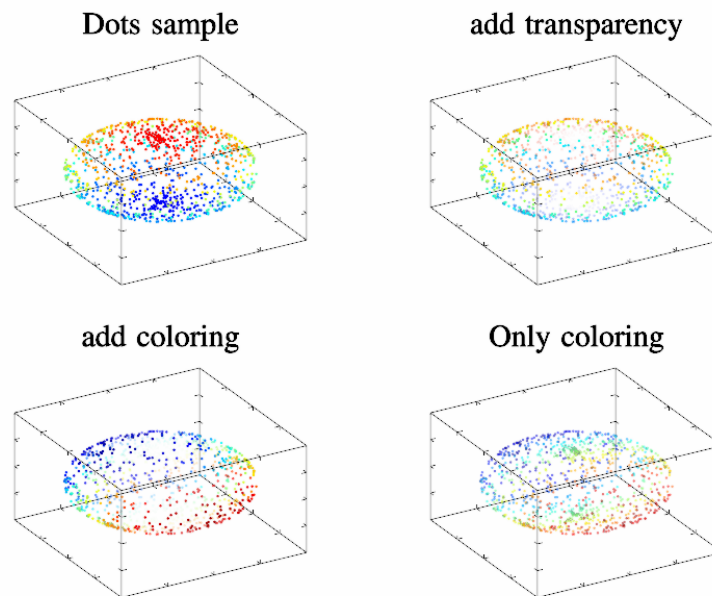 Dots sample
add transparency
add coloring
Only coloring